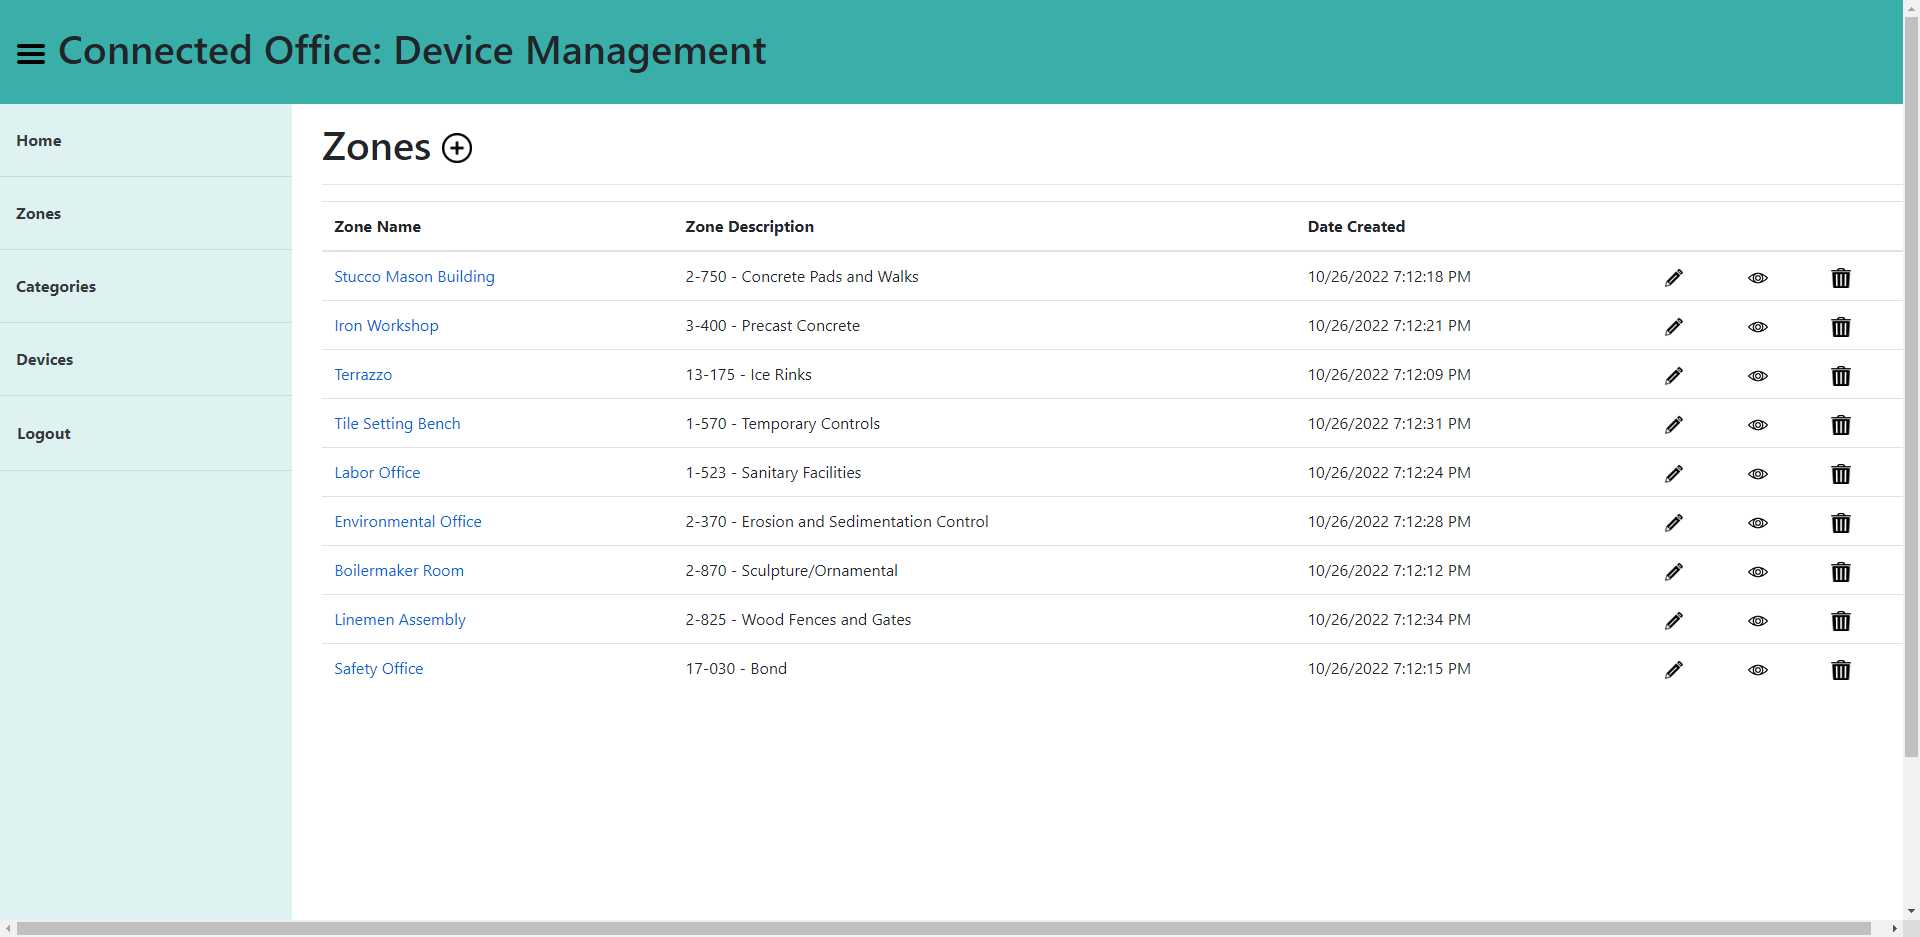 Connected Office: Device Management
Home
Zones
Categories
Devices
Logout
Zones
Zone Name Zone Description Date Created
Stucco Mason Building 2-750 - Concrete Pads and Walks 10/26/2022 7:12:18 PM
Iron Workshop 3-400 - Precast Concrete 10/26/2022 7:12:21 PM
Terrazzo 13-175 - Ice Rinks 10/26/2022 7:12:09 PM
Tile Setting Bench 1-570 - Temporary Controls 10/26/2022 7:12:31 PM
Labor Office 1-523 - Sanitary Facilities 10/26/2022 7:12:24 PM
Environmental Office 2-370 - Erosion and Sedimentation Control 10/26/2022 7:12:28 PM
Boilermaker Room 2-870 - Sculpture/Ornamental 10/26/2022 7:12:12 PM
Linemen Assembly 2-825 - Wood Fences and Gates 10/26/2022 7:12:34 PM
Safety Office 17-030 - Bond 10/26/2022 7:12:15 PM